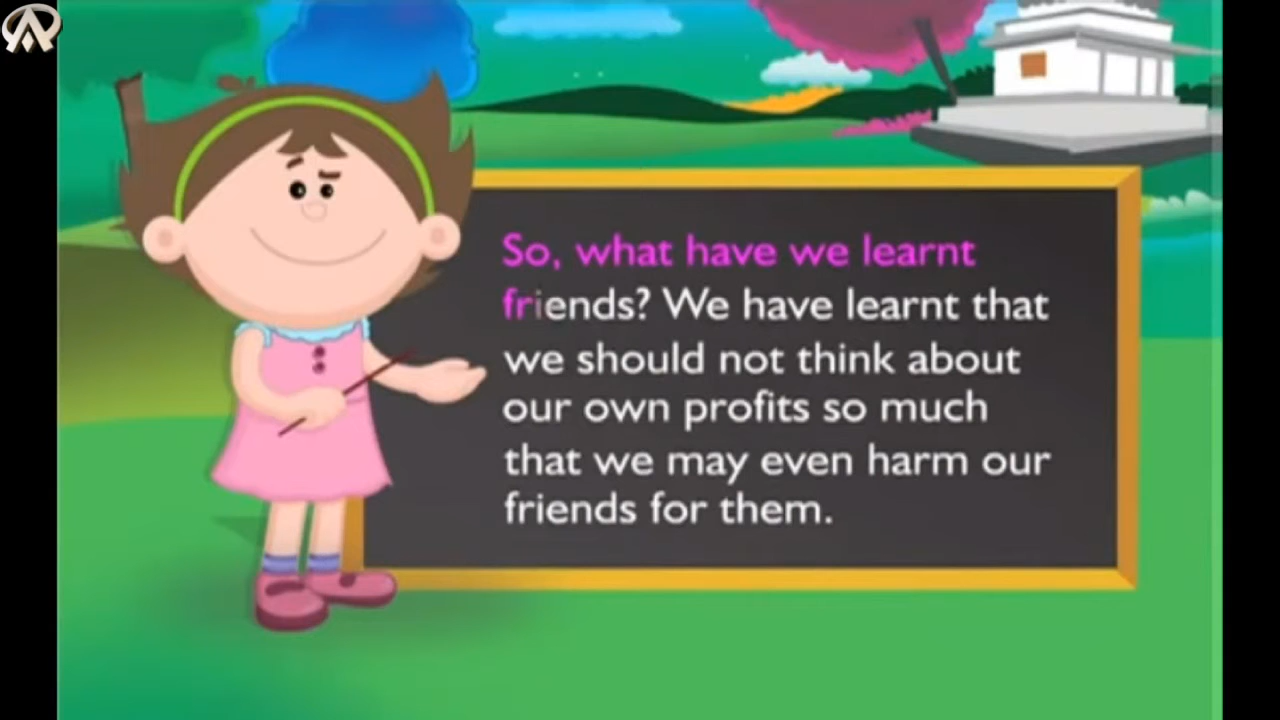 So, what have we learnt
friends? We have learnt that
we should not think about
our own profits so much
that we may even harm our
friends for them.